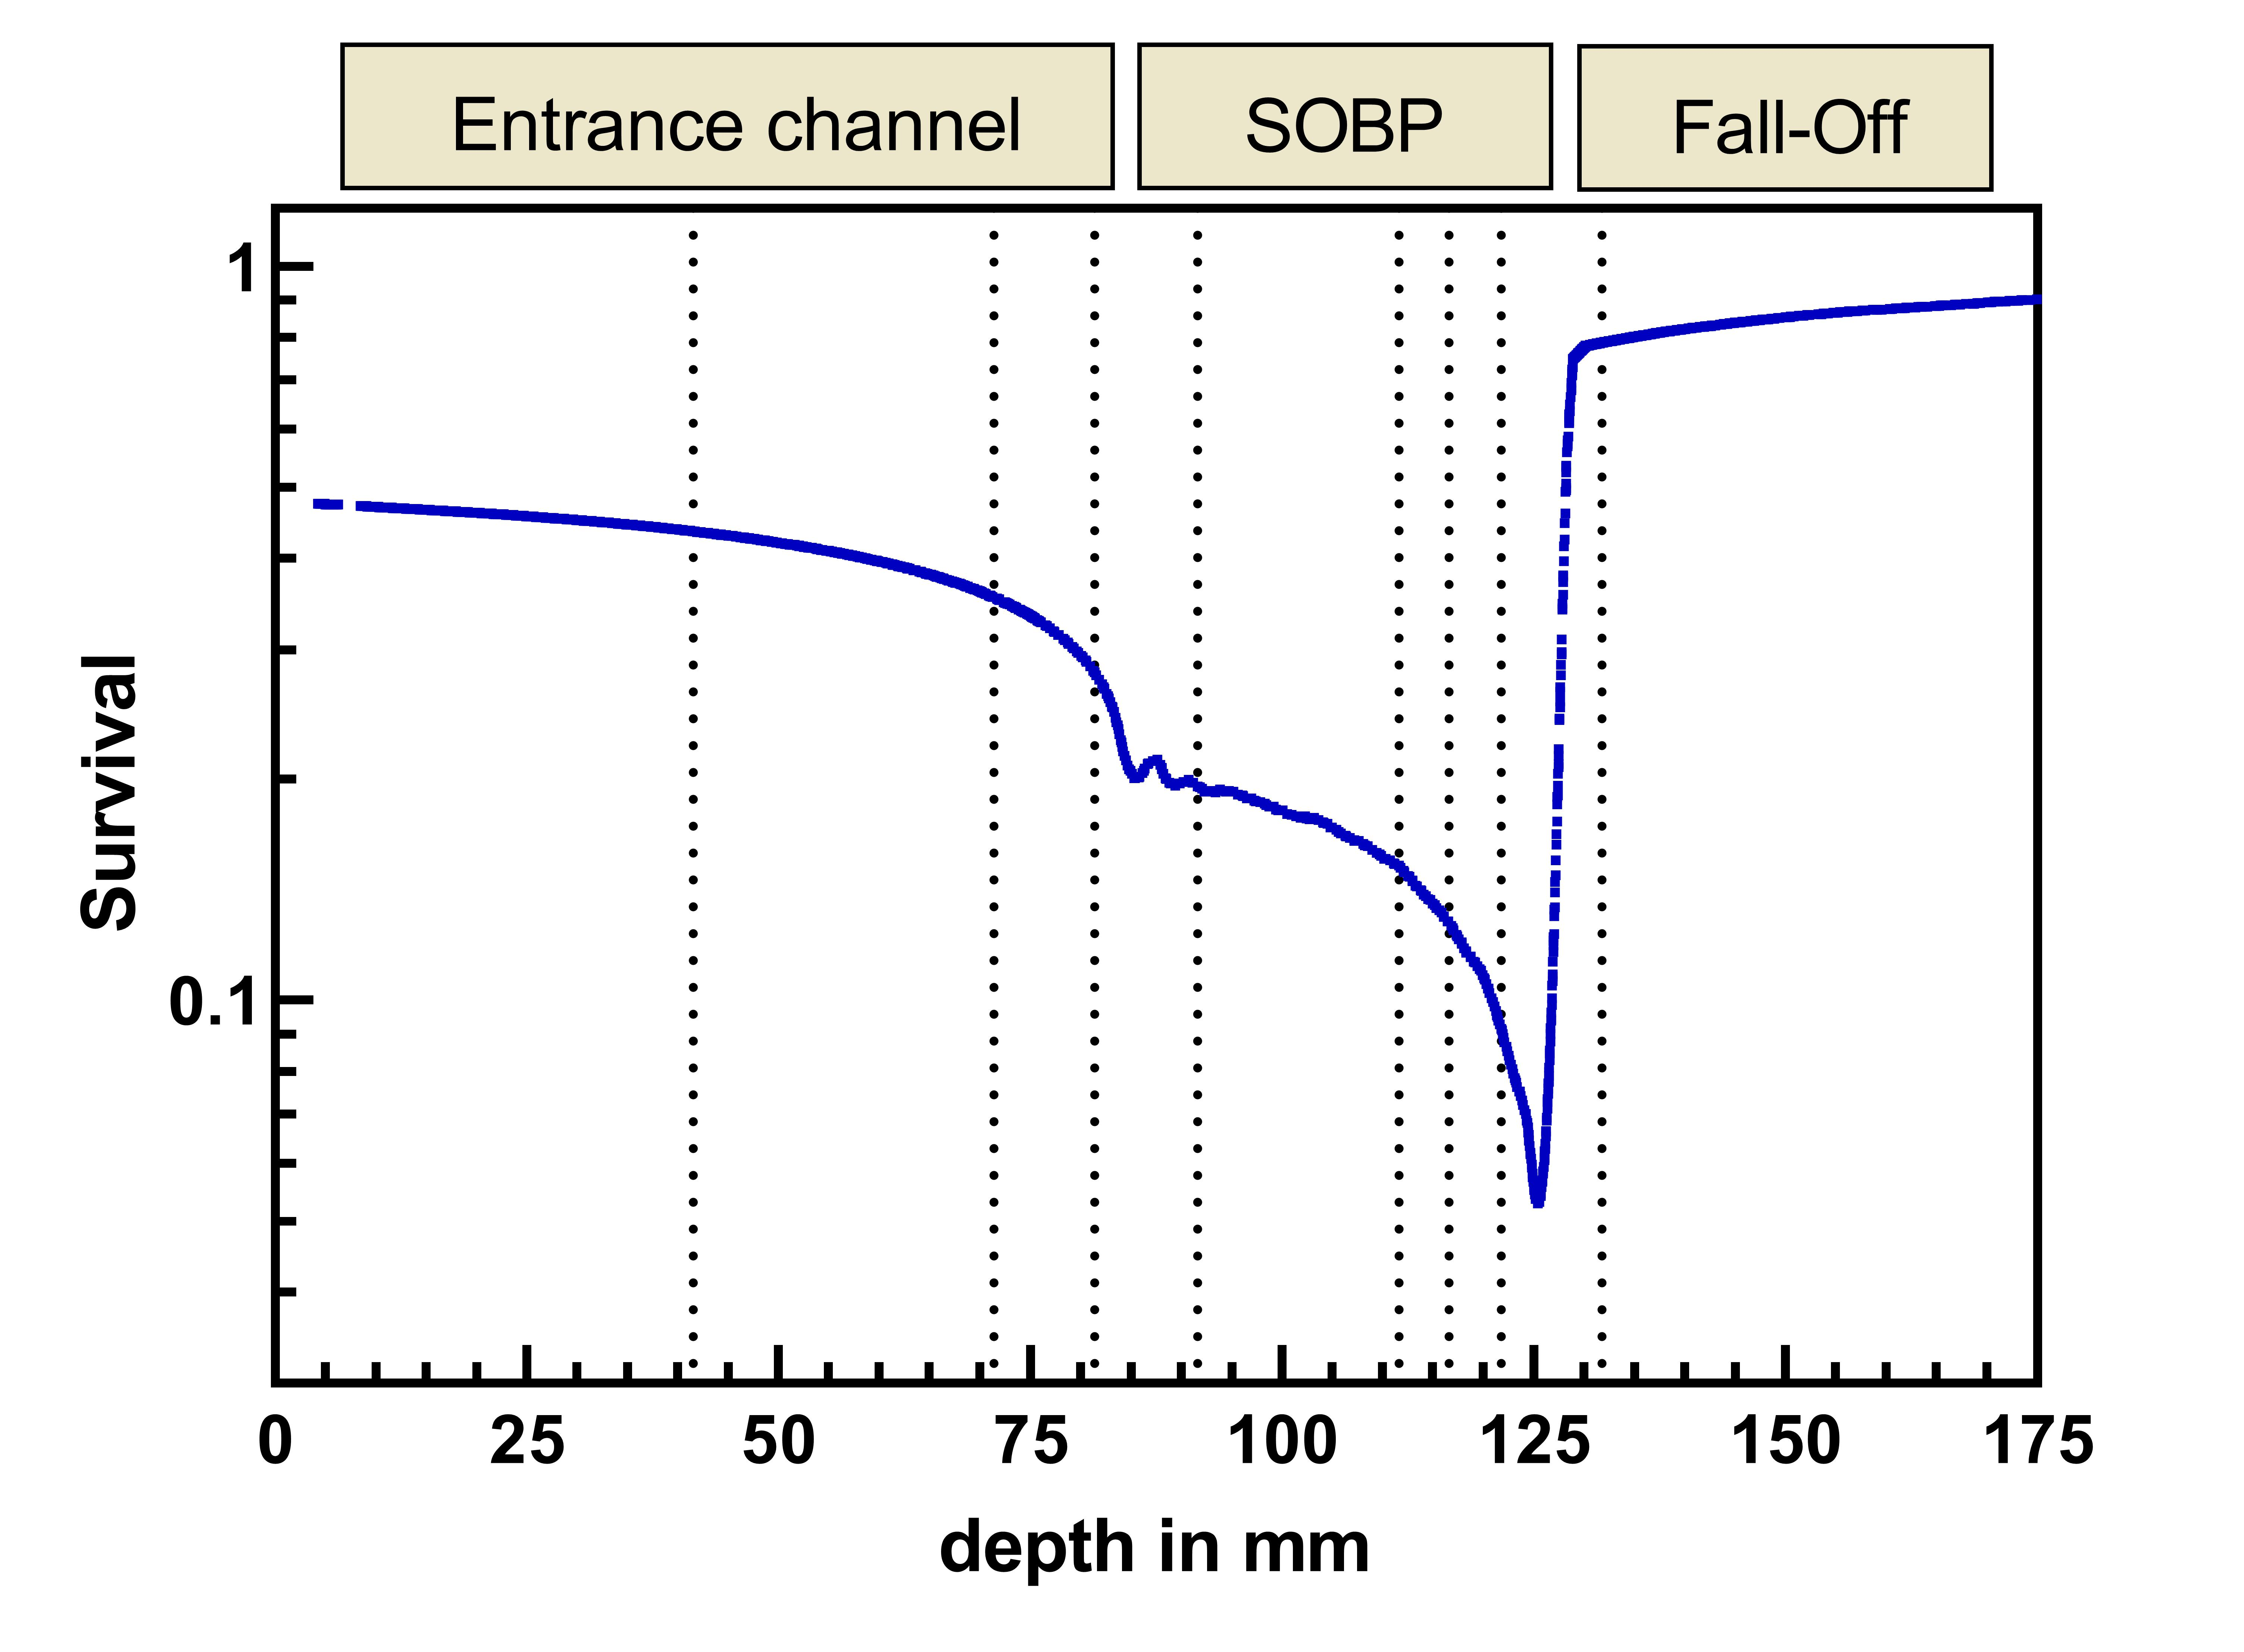 Entrance channel
SOBP
Fall-Off
1
0.1
Survival
0 25 50 75 100 125 150 175
depth in mm